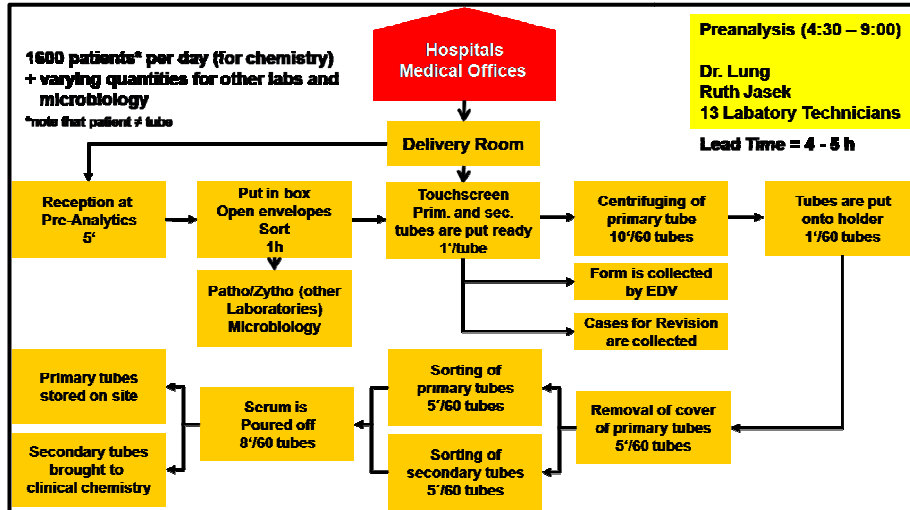 1600 patients* per day (for chemistry)
+ varying quantities for other labs and
microbiology
*note that patient ≠ tube
Hospitals
Medical Offices
Preanalysis (4:30 – 9:00)
Dr. Lung
Ruth Jasek
13 Labatory Technicians
Lead Time = 4 - 5 h
Delivery Room
Reception at
Pre-Analytics
5‘
Put in box
Open envelopes
Sort
1h
Touchscreen
Prim. and sec.
tubes are put ready
1‘/tube
Centrifuging of
primary tube
10‘/60 tubes
Tubes are put
onto holder
1‘/60 tubes
Patho/Zytho (other
Laboratories)
Microbiology
Form is collected
by EDV
Cases for Revision
are collected
Primary tubes
stored on site
Secondary tubes
brought to
clinical chemistry
Serum is
Poured off
8‘/60 tubes
Sorting of
primary tubes
5´/60 tubes
Sorting of
secondary tubes
5´/60 tubes
Removal of cover
of primary tubes
5‘/60 tubes